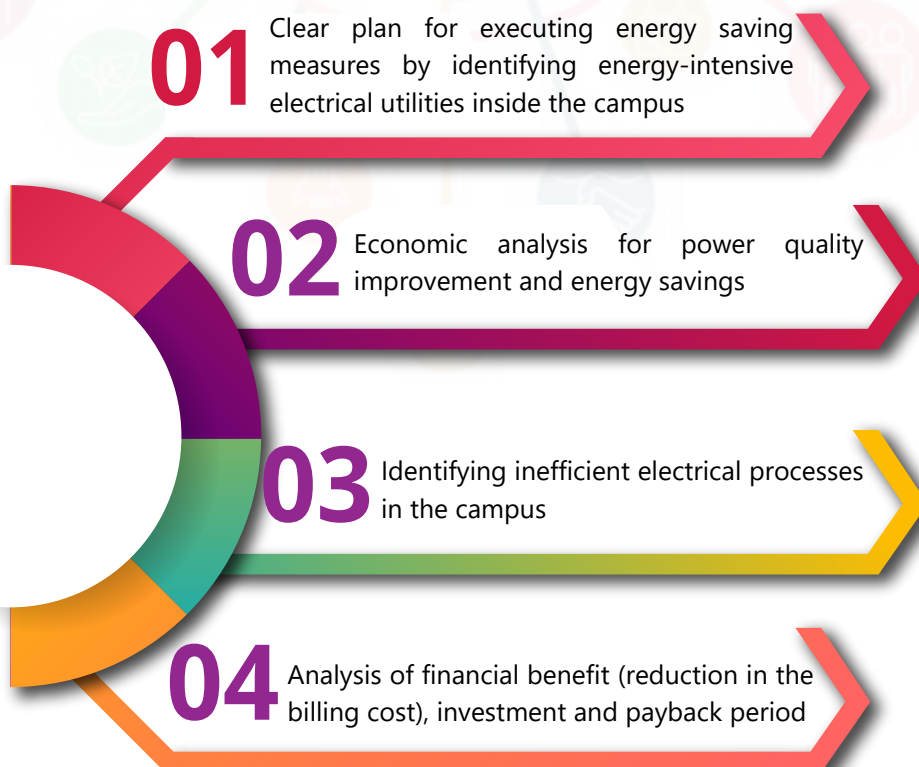 01
Clear plan for executing energy saving
measures by identifying energy-intensive
electrical utilities inside the campus
02
Economic analysis for power quality
improvement and energy savings
03
Identifying inefficient electrical processes
in the campus
04
Analysis of financial benefit (reduction in the
billing cost), investment and payback period